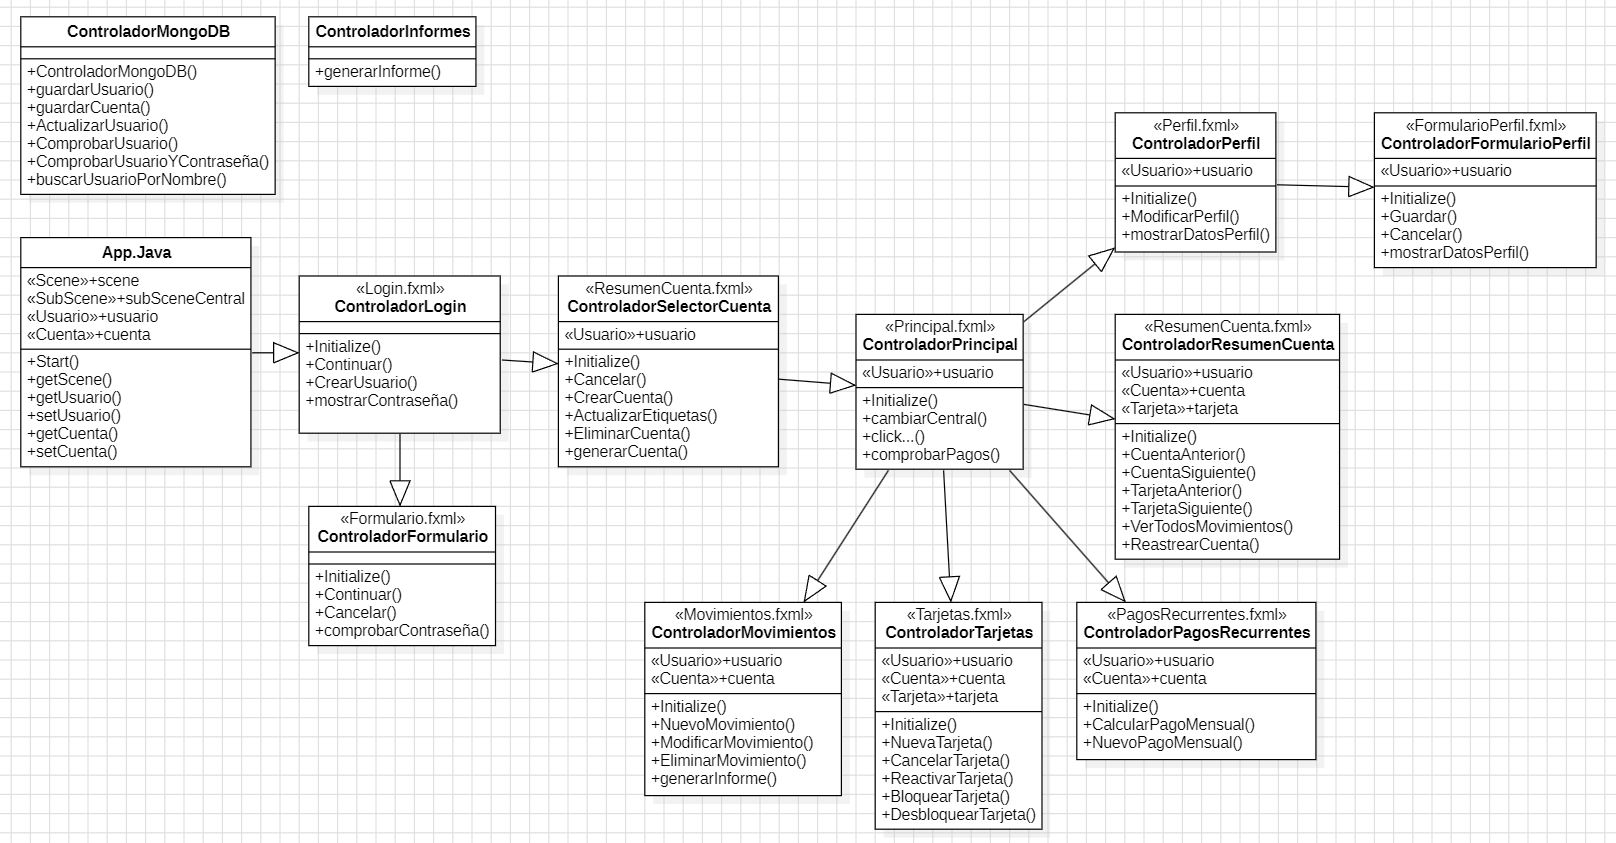 ControladorMongoDB
+ControladorMongoDB()
+guardarUsuario()
+guardarCuenta()
+ActualizarUsuario()
+ComprobarUsuario()
+ComprobarUsuarioYContraseña()
+buscarUsuarioPorNombre()
ControladorInformes
+generarInforme()
App.Java
«Scene»+scene
«SubScene»+subSceneCentral
«Usuario»+usuario
«Cuenta»+cuenta
+Start()
+getScene()
+getUsuario()
+setUsuario()
+getCuenta()
+setCuenta()
«Login.fxml»
ControladorLogin
+Initialize()
+Continuar()
+CrearUsuario()
+mostrarContraseña()
«Formulario.fxml»
ControladorFormulario
+Initialize()
+Continuar()
+Cancelar()
+comprobarContraseña()
«ResumenCuenta.fxml»
ControladorSelectorCuenta
«Usuario»+usuario
+Initialize()
+Cancelar()
+CrearCuenta()
+ActualizarEtiquetas()
+EliminarCuenta()
+generarCuenta()
«Principal.fxml»
ControladorPrincipal
«Usuario»+usuario
+Initialize()
+cambiarCentral()
+click...()
+comprobarPagos()
«Perfil.fxml»
ControladorPerfil
«Usuario»+usuario
+Initialize()
+ModificarPerfil()
+mostrarDatosPerfil()
«FormularioPerfil.fxml»
ControladorFormularioPerfil
«Usuario»+usuario
+Initialize()
+Guardar()
+Cancelar()
+mostrarDatosPerfil()
«ResumenCuenta.fxml»
ControladorResumenCuenta
«Usuario»+usuario
«Cuenta»+cuenta
«Tarjeta»+tarjeta
+Initialize()
+CuentaAnterior()
+CuentaSiguiente()
+TarjetaAnterior()
+TarjetaSiguiente()
+VerTodosMovimientos()
+ReastrearCuenta()
«Movimientos.fxml»
ControladorMovimientos
«Usuario»+usuario
«Cuenta»+cuenta
+Initialize()
+NuevoMovimiento()
+ModificarMovimiento()
+EliminarMovimiento()
+generarInforme()
«Tarjetas.fxml»
ControladorTarjetas
«Usuario»+usuario
«Cuenta»+cuenta
«Tarjeta»+tarjeta
+Initialize()
+NuevaTarjeta()
+CancelarTarjeta()
+ReactivarTarjeta()
+BloquearTarjeta()
+DesbloquearTarjeta()
«PagosRecurrentes.fxml»
ControladorPagosRecurrentes
«Usuario»+usuario
«Cuenta»+cuenta
+Initialize()
+CalcularPagoMensual()
+NuevoPagoMensual()